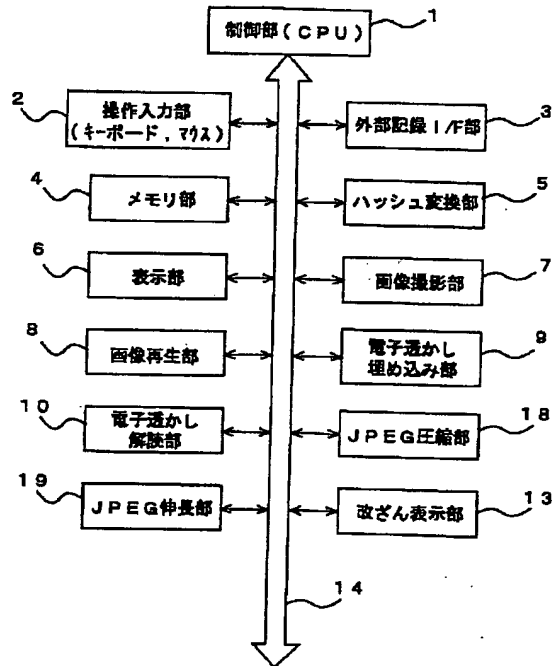 制御部(CPU)
1
2
操作入力部
(キーボード,マウス)
外部記録I/F部
3
4
メモリ部
ハッシュ変換部
5
6
表示部
画像撮影部
7
8
画像再生部
電子透かし
埋め込み部
9
10
電子透かし
解読部
JPEG圧縮部
18
19
JPEG伸長部
改ざん表示部
13
14